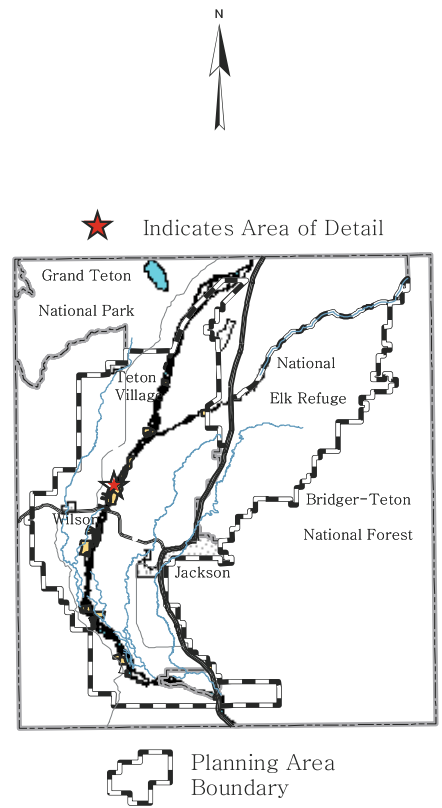 N
Indicates Area of Detail
Grand Teton
National Park
National
Teton
Village
Elk Refuge
Bridger-Teton
Wilson
National Forest
Jackson
Planning Area
Boundary